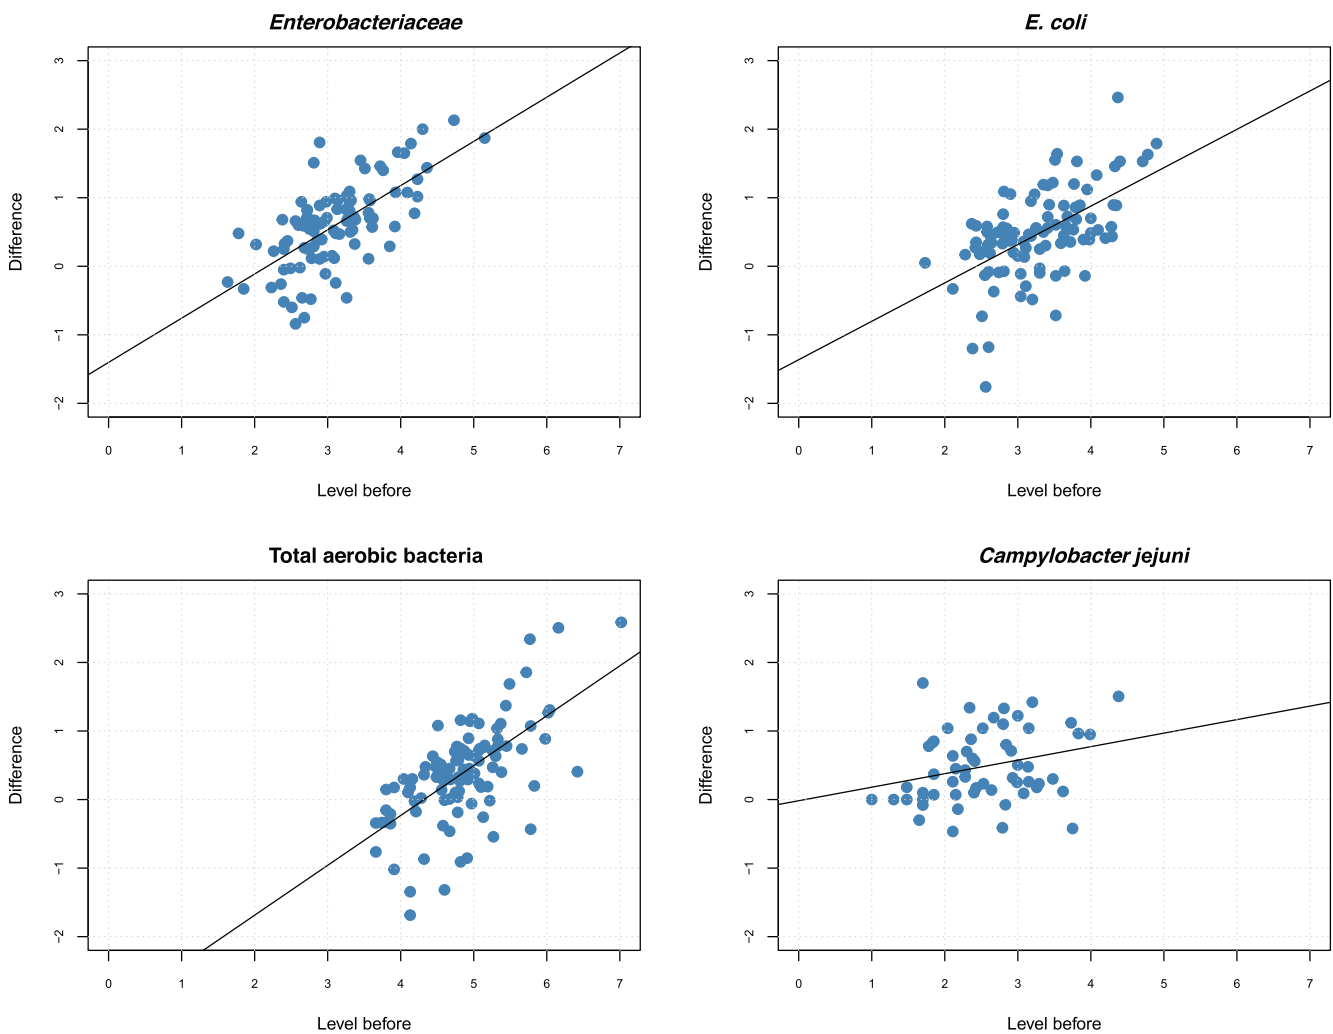 Enterobacteriaceae
3
2
1
0
−1
−2
Difference
0 1 2 3 4 5 6 7
Level before
E. coli
3
2
1
0
−1
−2
Difference
0 1 2 3 4 5 6 7
Level before
Total aerobic bacteria
3
2
1
0
−1
−2
Difference
0 1 2 3 4 5 6 7
Level before
Campylobacter jejuni
3
2
1
0
−1
−2
Difference
0 1 2 3 4 5 6 7
Level before